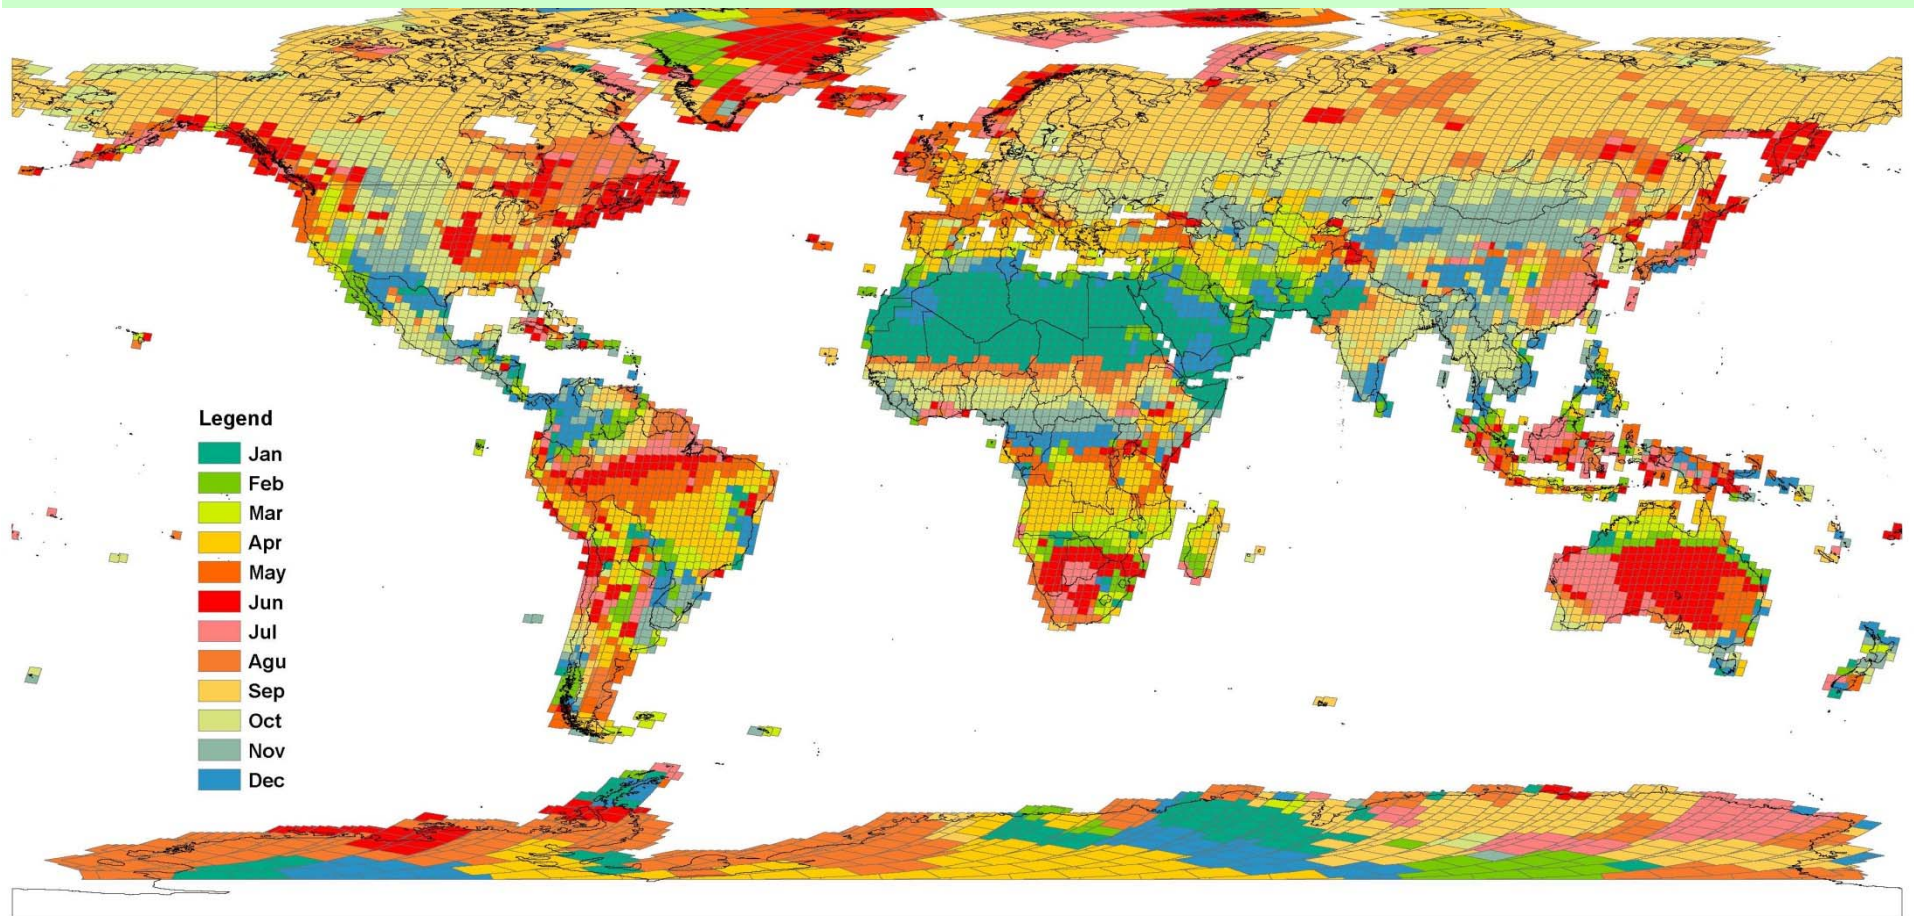 Legend
Jan
Feb
Mar
Apr
May
Jun
Jul
Agu
Sep
Oct
Nov
Dec